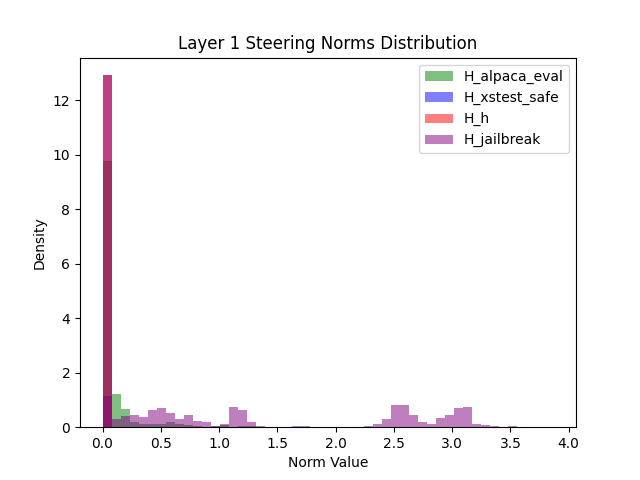 Layer 1 Steering Norms Distribution
H_alpaca_eval
H_xstest_safe
H_h
H_jailbreak
Density
12
10
8
6
4
2
0
0.0 0.5 1.0 1.5 2.0 2.5 3.0 3.5 4.0
Norm Value